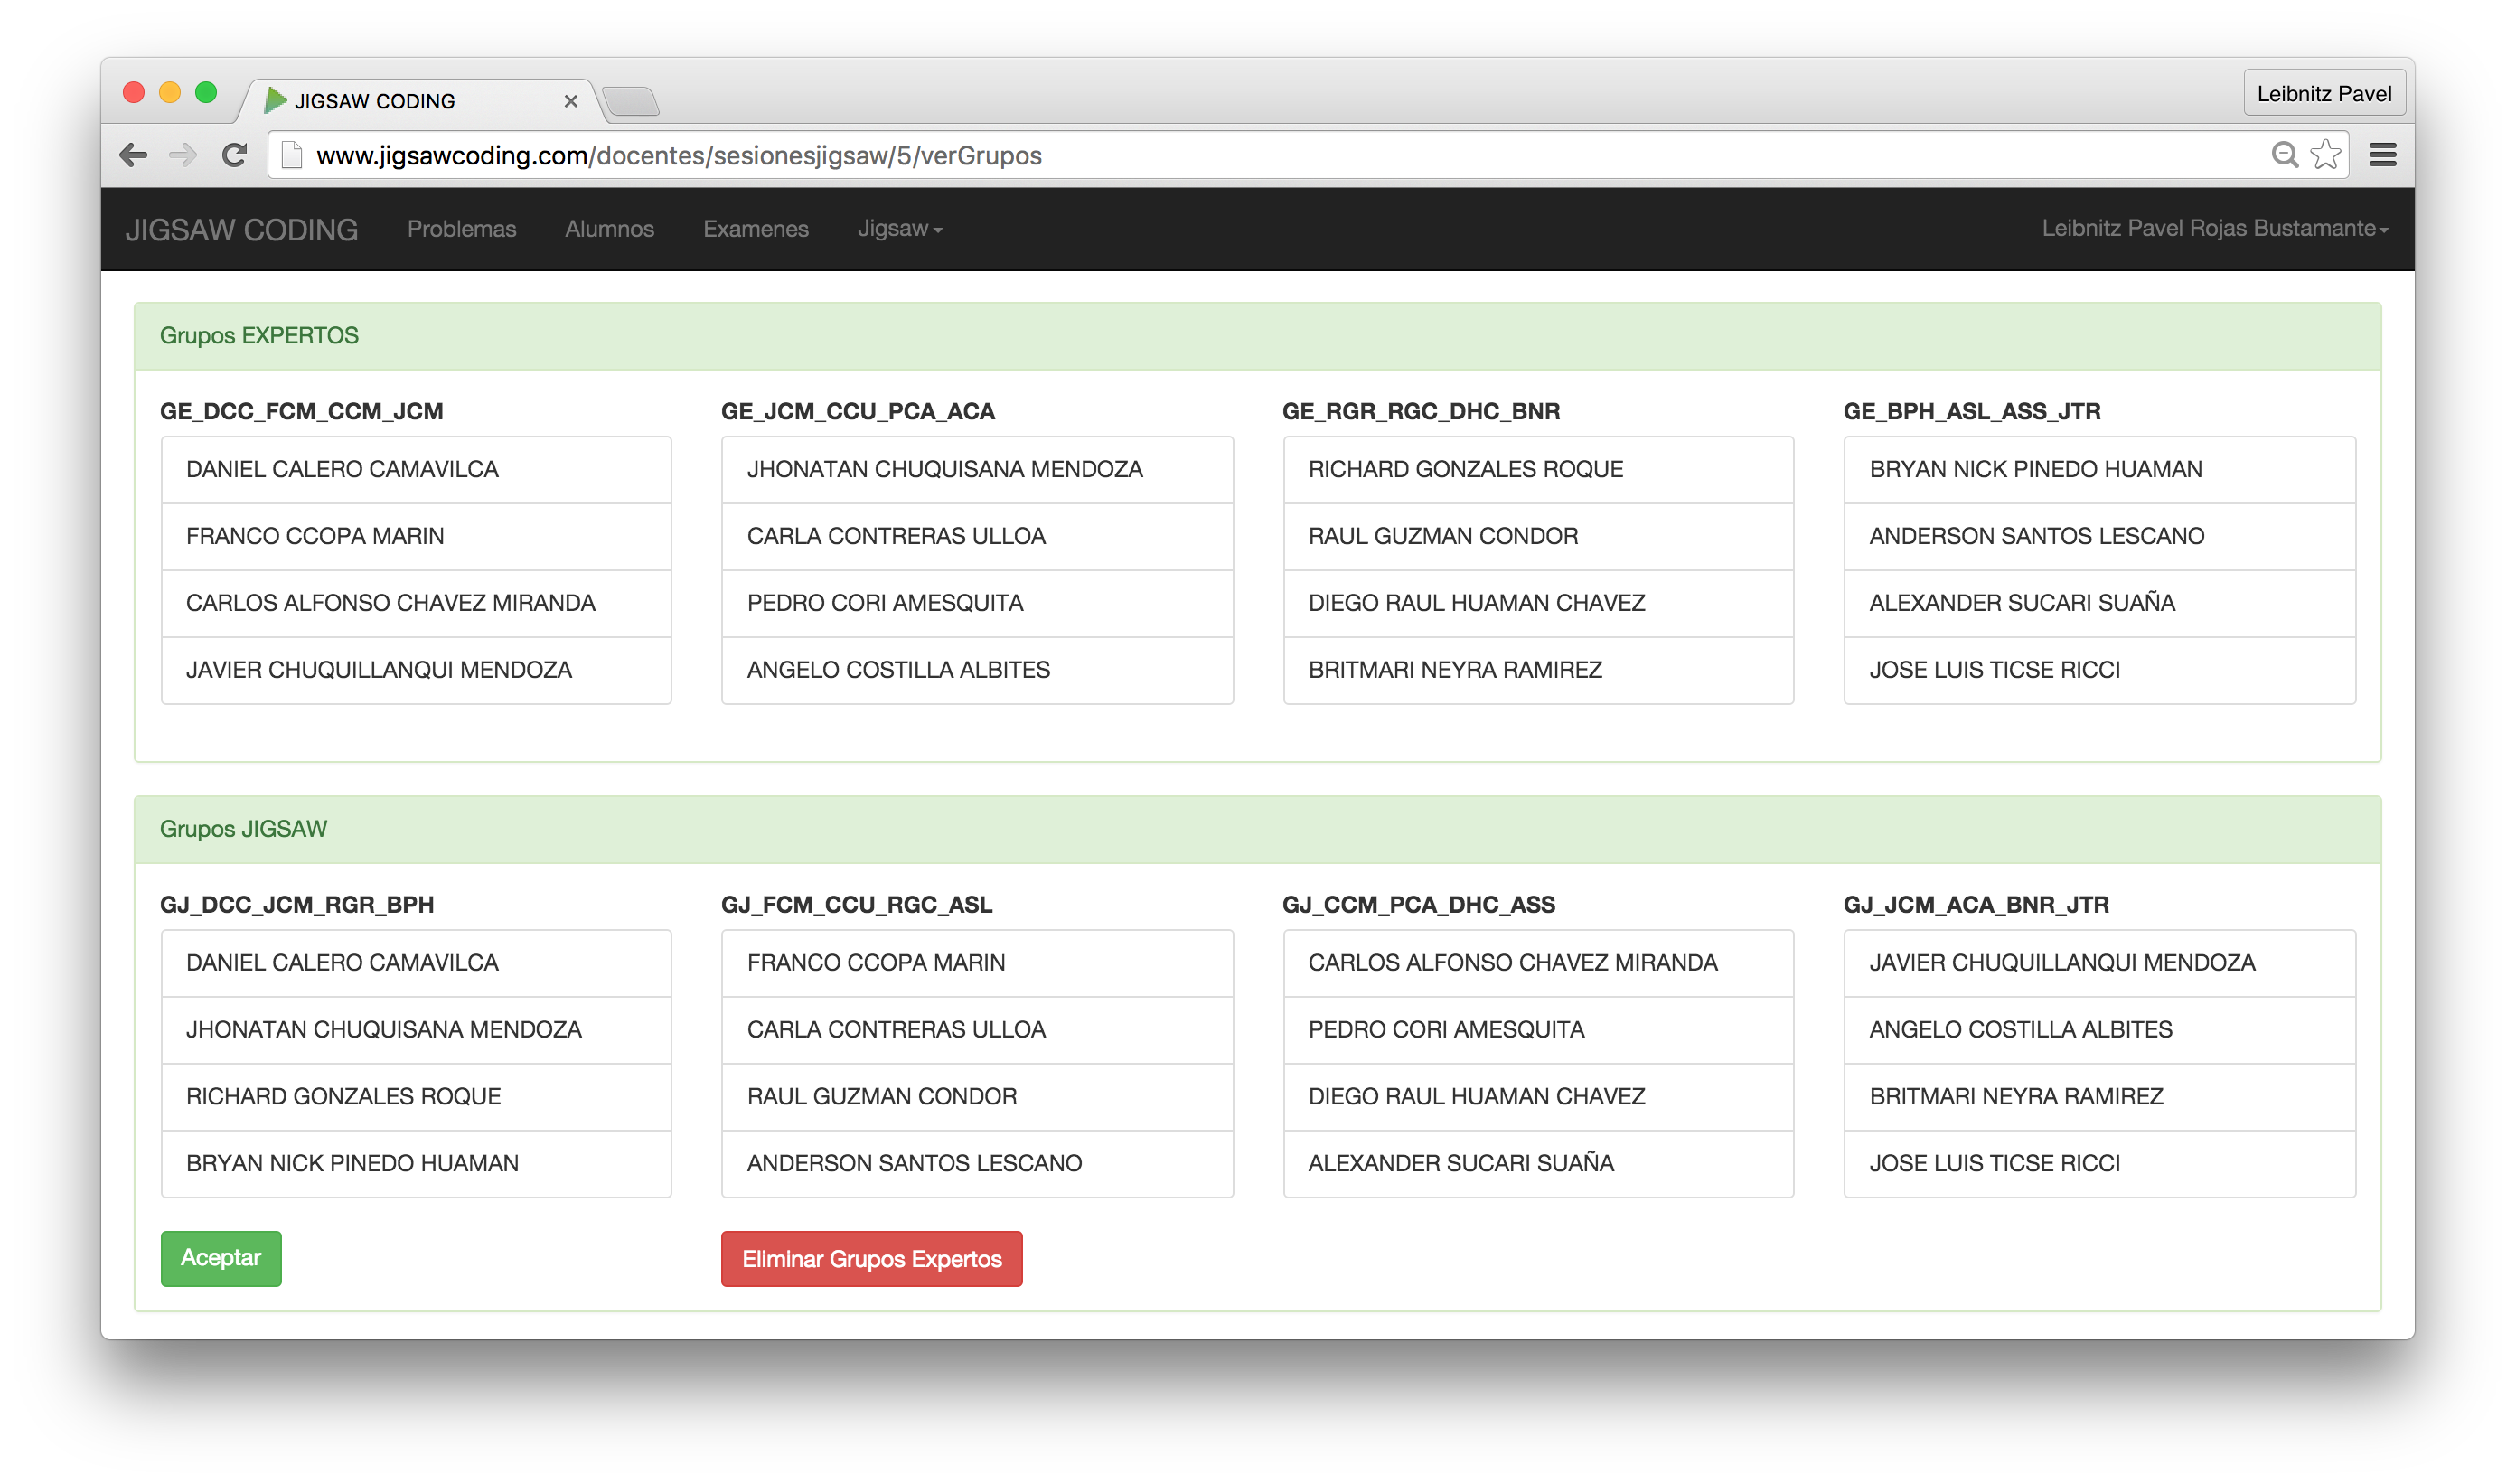 JIGSAW CODING
Leibnitz Pavel
www.jigsawcoding.com/docentes/sesionesjigsaw/5/verGrupos
JIGSAW CODING Problemas Alumnos Examenes Jigsaw Leibnitz Pavel Rojas Bustamante
Grupos EXPERTOS
GE_DCC_FCM_CCM_JCM
DANIEL CALERO CAMAVILCA
FRANCO CCOPA MARIN
CARLOS ALFONSO CHAVEZ MIRANDA
JAVIER CHUQUILLANQUI MENDOZA
GE_JCM_CCU_PCA_ACA
JHONATAN CHUQUISANA MENDOZA
CARLA CONTRERAS ULLOA
PEDRO CORI AMESQUITA
ANGELO COSTILLA ALBITES
GE_RGR_RGC_DHC_BNR
RICHARD GONZALES ROQUE
RAUL GUZMAN CONDOR
DIEGO RAUL HUAMAN CHAVEZ
BRITMARI NEYRA RAMIREZ
GE_BPH_ASL_ASS_JTR
BRYAN NICK PINEDO HUAMAN
ANDERSON SANTOS LESCANO
ALEXANDER SUCARI SUAÑA
JOSE LUIS TICSE RICCI
Grupos JIGSAW
GJ_DCC_JCM_RGR_BPH
DANIEL CALERO CAMAVILCA
JHONATAN CHUQUISANA MENDOZA
RICHARD GONZALES ROQUE
BRYAN NICK PINEDO HUAMAN
GJ_FCM_CCU_RGC_ASL
FRANCO CCOPA MARIN
CARLA CONTRERAS ULLOA
RAUL GUZMAN CONDOR
ANDERSON SANTOS LESCANO
GJ_CCM_PCA_DHC_ASS
CARLOS ALFONSO CHAVEZ MIRANDA
PEDRO CORI AMESQUITA
DIEGO RAUL HUAMAN CHAVEZ
ALEXANDER SUCARI SUAÑA
GJ_JCM_ACA_BNR_JTR
JAVIER CHUQUILLANQUI MENDOZA
ANGELO COSTILLA ALBITES
BRITMARI NEYRA RAMIREZ
JOSE LUIS TICSE RICCI
Aceptar
Eliminar Grupos Expertos